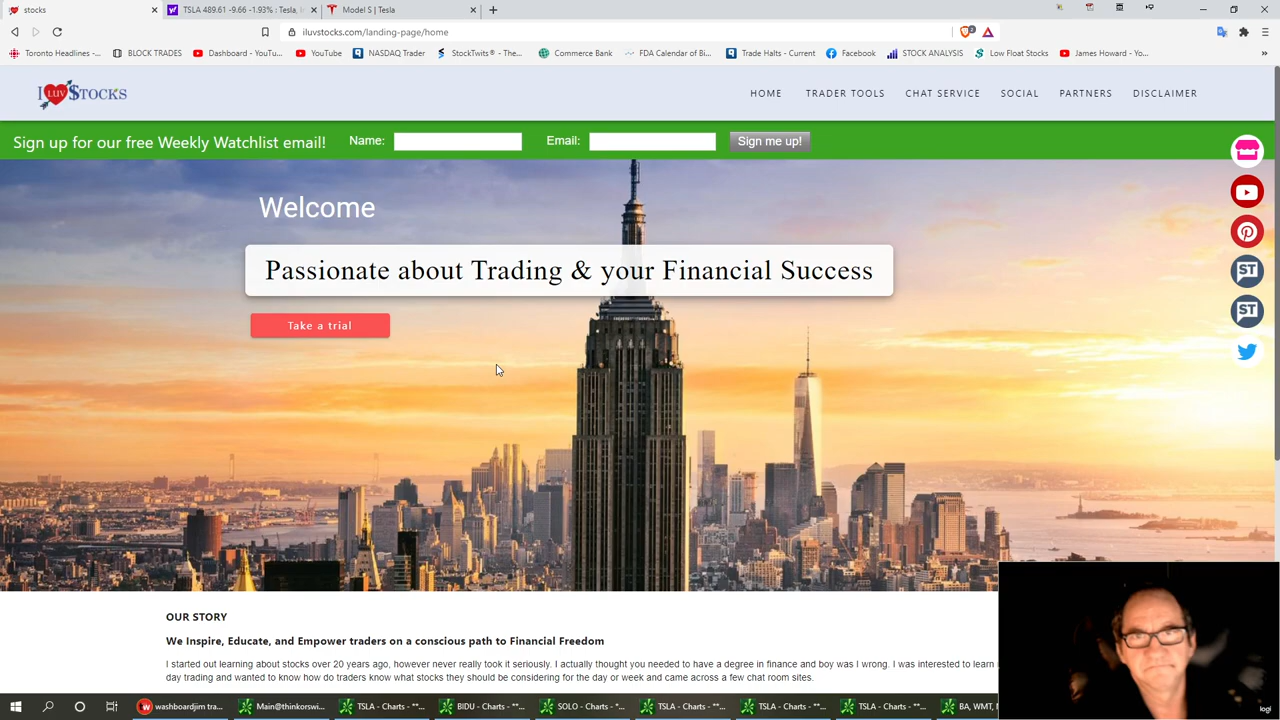 stocks
TSLA 489.61 -9.66 -1.93% : Tesla, I
Model S | Tesla
iluvstocks.com/landing-page/home
Toronto Headlines -...
BLOCK TRADES
Dashboard - YouTu...
YouTube
NASDAQ Trader
StockTwits® - The...
Commerce Bank
FDA Calendar of Bi...
Trade Halts - Current
Facebook
STOCK ANALYSIS
Low Float Stocks
James Howard - Yo...
I LUV $TOCKS
HOME
TRADER TOOLS
CHAT SERVICE
SOCIAL
PARTNERS
DISCLAIMER
Sign up for our free Weekly Watchlist email!
Name:
Email:
Sign me up!
Welcome
Passionate about Trading & your Financial Success
Take a trial
ST
ST
OUR STORY
We Inspire, Educate, and Empower traders on a conscious path to Financial Freedom
I started out learning about stocks over 20 years ago, however never really took it seriously. I actually thought you needed to have a degree in finance and boy was I wrong. I was interested to learn
day trading and wanted to know how do traders know what stocks they should be considering for the day or week and came across a few chat room sites.
washboardjim tra...
Main@thinkorswi...
TSLA - Charts - "*...
BIDU - Charts - "*...
SOLO - Charts - "...
TSLA - Charts - "*...
TSLA - Charts - "*...
TSLA - Charts - "*...
BA, WMT,
logi